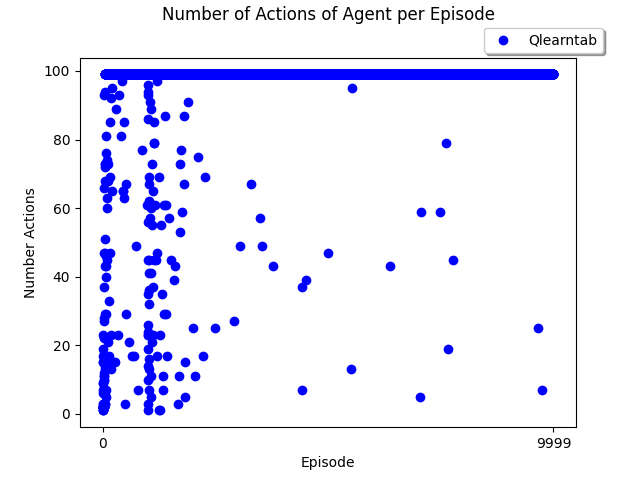 Number of Actions of Agent per Episode
Qlearntab
100
80
60
40
20
0
Number Actions
0
9999
Episode